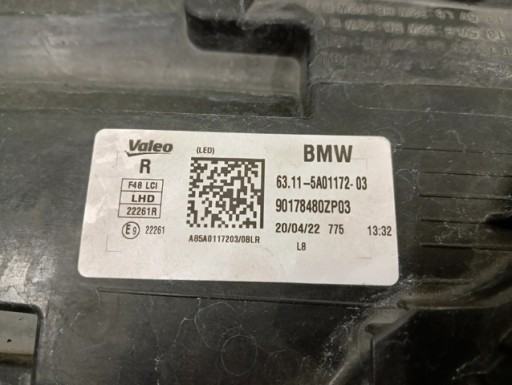 Valeo
(LED)
BMW
R
F48 LCI
LHD
22261R
E9 22261
A85A0117203/08LR
63.11-5A01172-03
90178480ZP03
20/04/22 775 13:32
L8